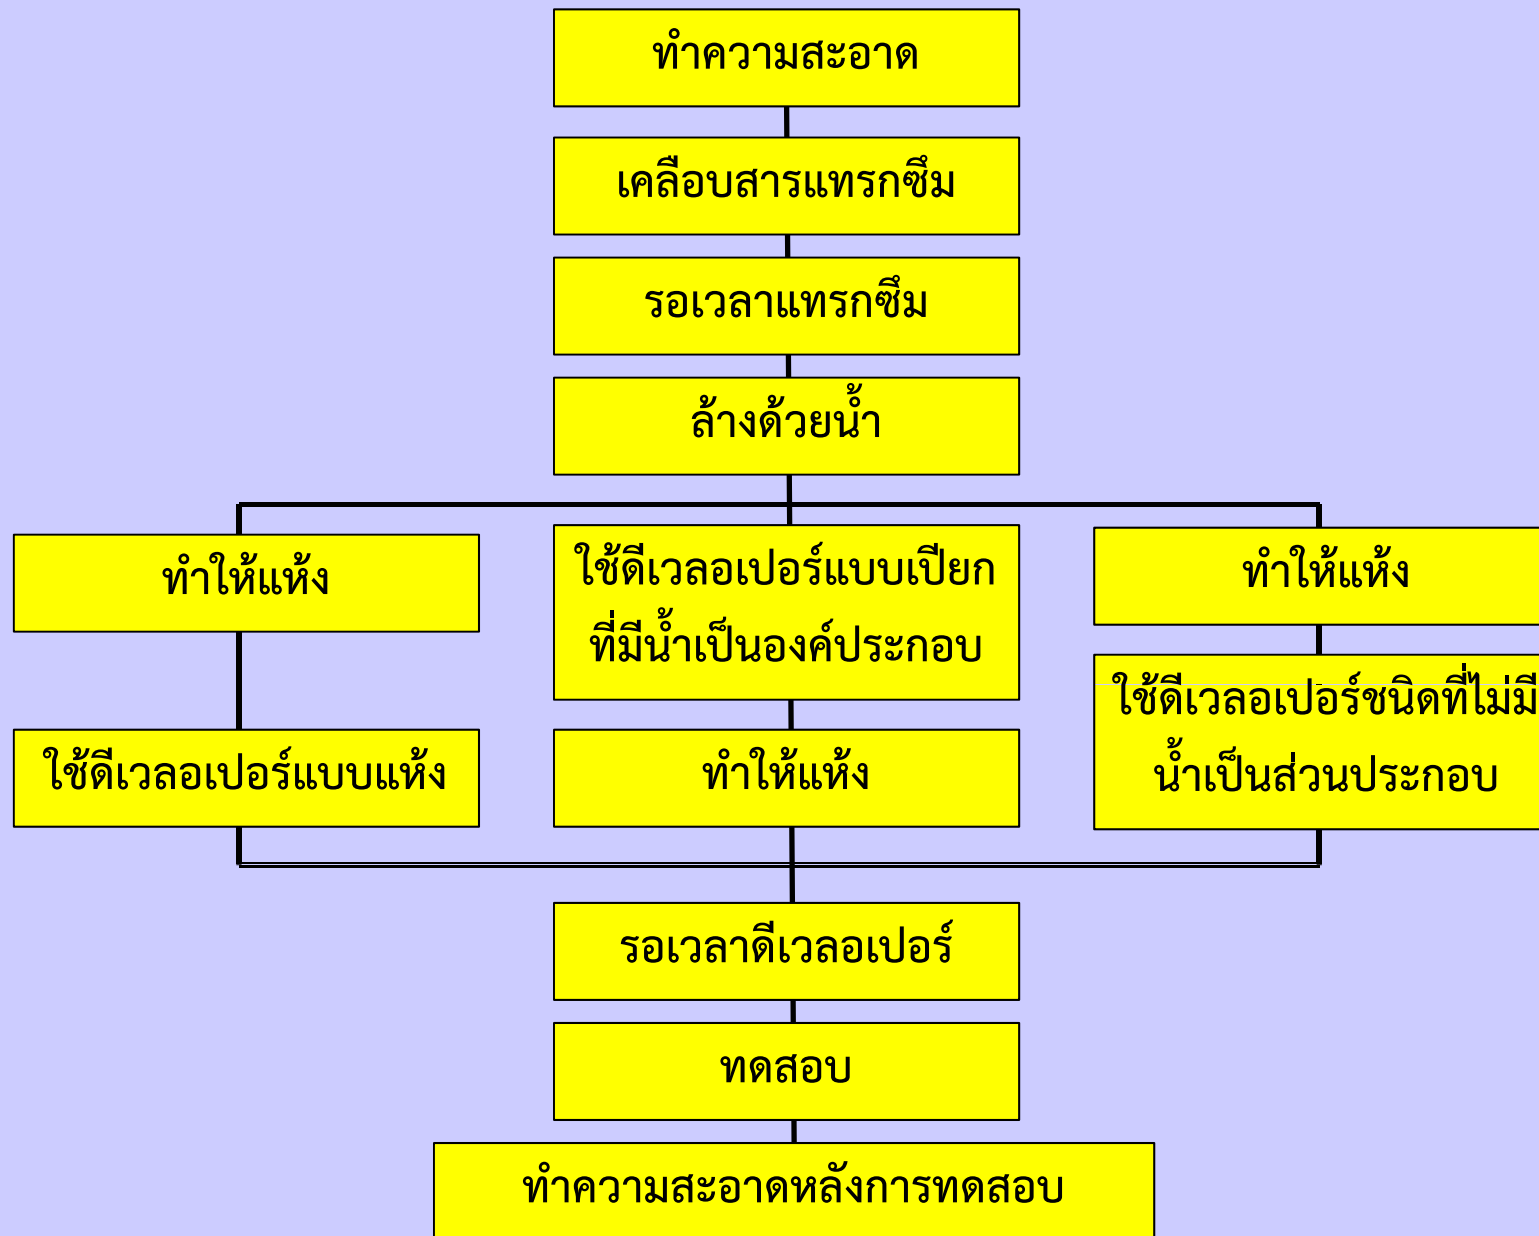 ทำความสะอาด
เคลือบสารแทรกซึม
รอเวลาแทรกซึม
ล้างด้วยน้ำ
ทำให้แห้ง
ใช้ดีเวลอเปอร์แบบแห้ง
ใช้ดีเวลอเปอร์แบบเปียก
ที่มีน้ำเป็นองค์ประกอบ
ทำให้แห้ง
ทำให้แห้ง
ใช้ดีเวลอเปอร์ชนิดที่ไม่มี
น้ำเป็นส่วนประกอบ
รอเวลาดีเวลอเปอร์
ทดสอบ
ทำความสะอาดหลังการทดสอบ